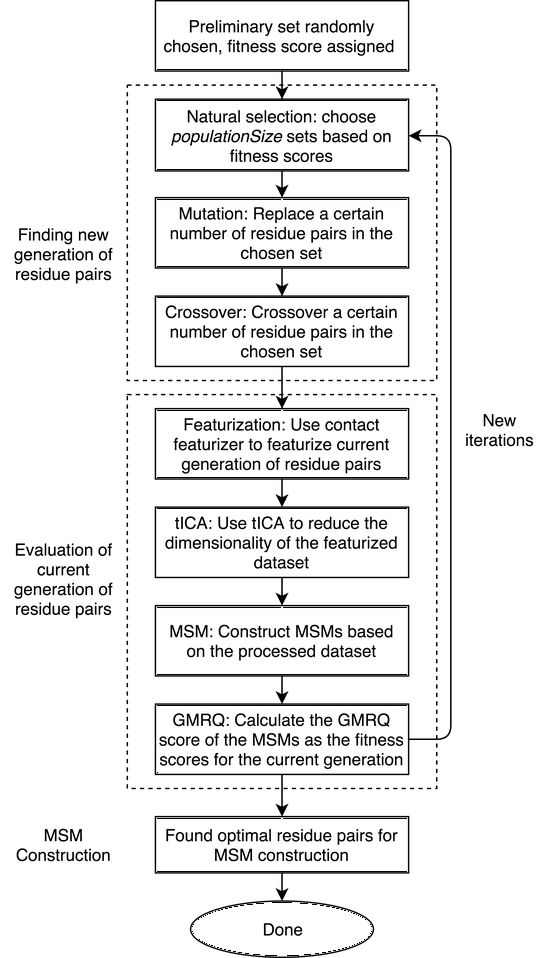 Preliminary set randomly
chosen, fitness score assigned
Natural selection: choose
populationSize sets based on
fitness scores
Mutation: Replace a certain
number of residue pairs in the
chosen set
Finding new
generation of
residue pairs
Crossover: Crossover a certain
number of residue pairs in the
chosen set
New
iterations
Featurization: Use contact
featurizer to featurize current
generation of residue pairs
tICA: Use tICA to reduce the
dimensionality of the featurized
dataset
Evaluation of
current
generation of
residue pairs
MSM: Construct MSMs based
on the processed dataset
GMRQ: Calculate the GMRQ
score of the MSMs as the fitness
scores for the current generation
MSM
Construction
Found optimal residue pairs for
MSM construction
Done